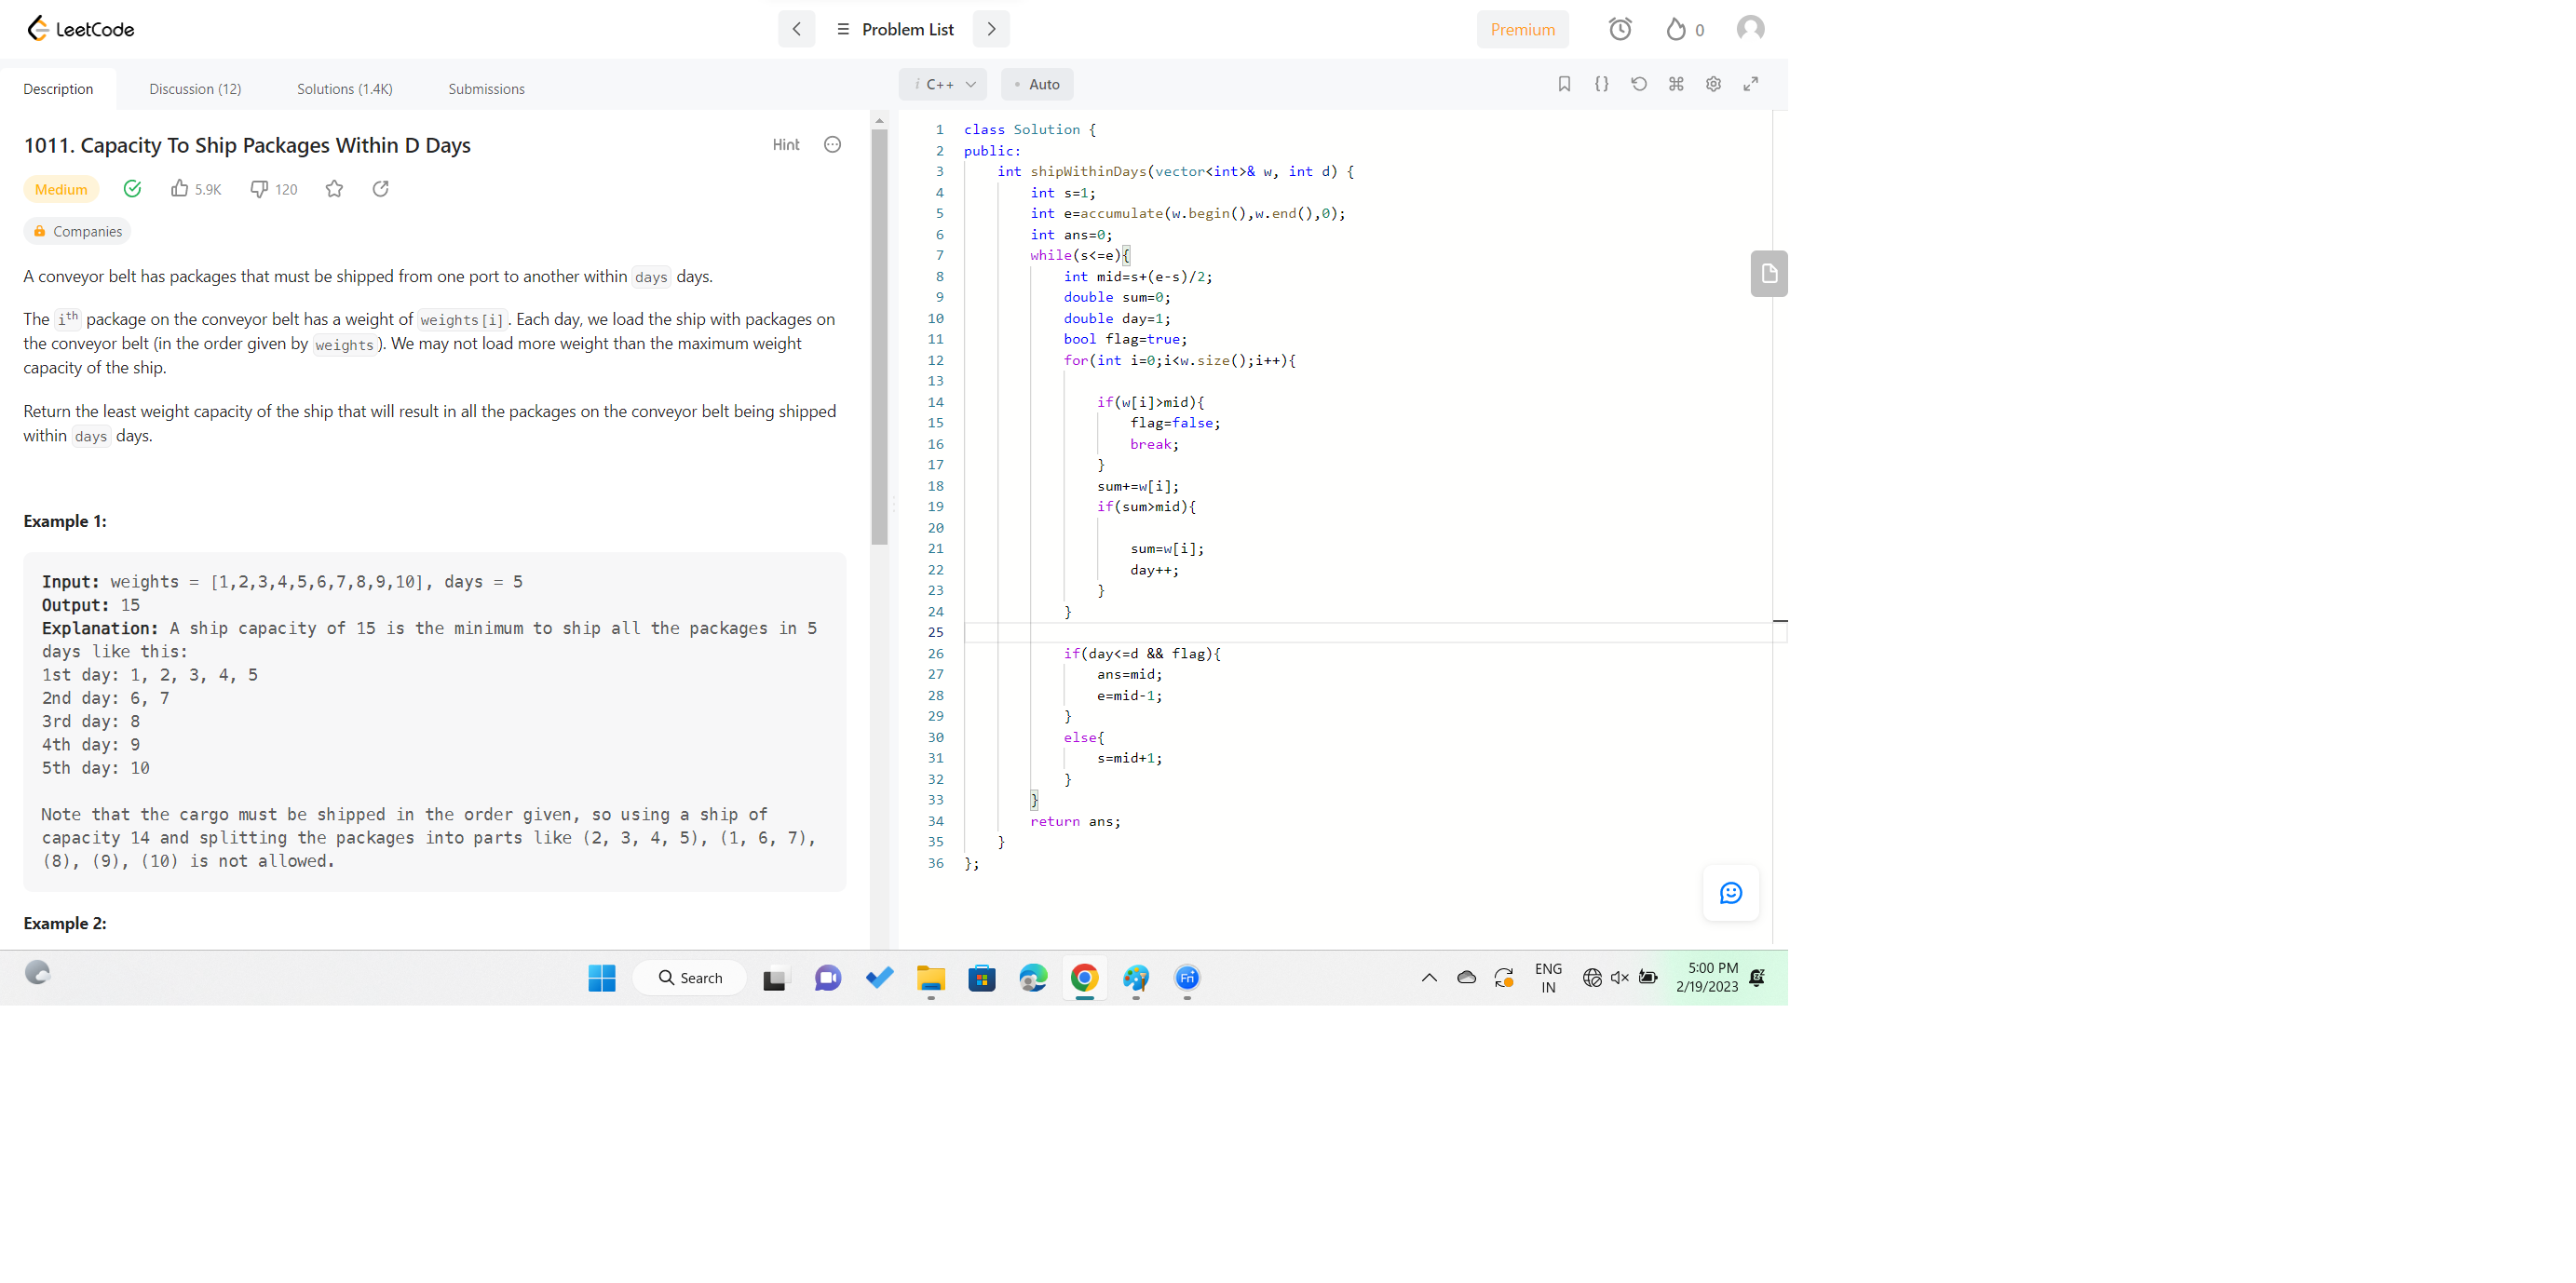 LeetCode
Problem List
Premium
0
Description
Discussion (12)
Solutions (1.4K)
Submissions
i C++
Auto
1011. Capacity To Ship Packages Within D Days
Hint
Medium
5.9K
120
Companies
A conveyor belt has packages that must be shipped from one port to another within days days.
The ith package on the conveyor belt has a weight of weights[i]. Each day, we load the ship with packages on
the conveyor belt (in the order given by weights). We may not load more weight than the maximum weight
capacity of the ship.
Return the least weight capacity of the ship that will result in all the packages on the conveyor belt being shipped
within days days.
Example 1:
Input: weights = [1,2,3,4,5,6,7,8,9,10], days = 5
Output: 15
Explanation: A ship capacity of 15 is the minimum to ship all the packages in 5
days like this:
1st day: 1, 2, 3, 4, 5
2nd day: 6, 7
3rd day: 8
4th day: 9
5th day: 10
Note that the cargo must be shipped in the order given, so using a ship of
capacity 14 and splitting the packages into parts like (2, 3, 4, 5), (1, 6, 7),
(8), (9), (10) is not allowed.
Example 2:
1 class Solution {
2 public:
3 int shipWithinDays(vector<int>& w, int d) {
4 int s=1;
5 int e=accumulate(w.begin(),w.end(),0);
6 int ans=0;
7 while(s<=e){
8 int mid=s+(e-s)/2;
9 double sum=0;
10 double day=1;
11 bool flag=true;
12 for(int i=0;i<w.size();i++){
13
14 if(w[i]>mid){
15 flag=false;
16 break;
17 }
18 sum+=w[i];
19 if(sum>mid){
20
21 sum=w[i];
22 day++;
23 }
24 }
25
26 if(day<=d && flag){
27 ans=mid;
28 e=mid-1;
29 }
30 else{
31 s=mid+1;
32 }
33 }
34 return ans;
35 }
36 };
Search
Fn
ENG
IN
5:00 PM
2/19/2023